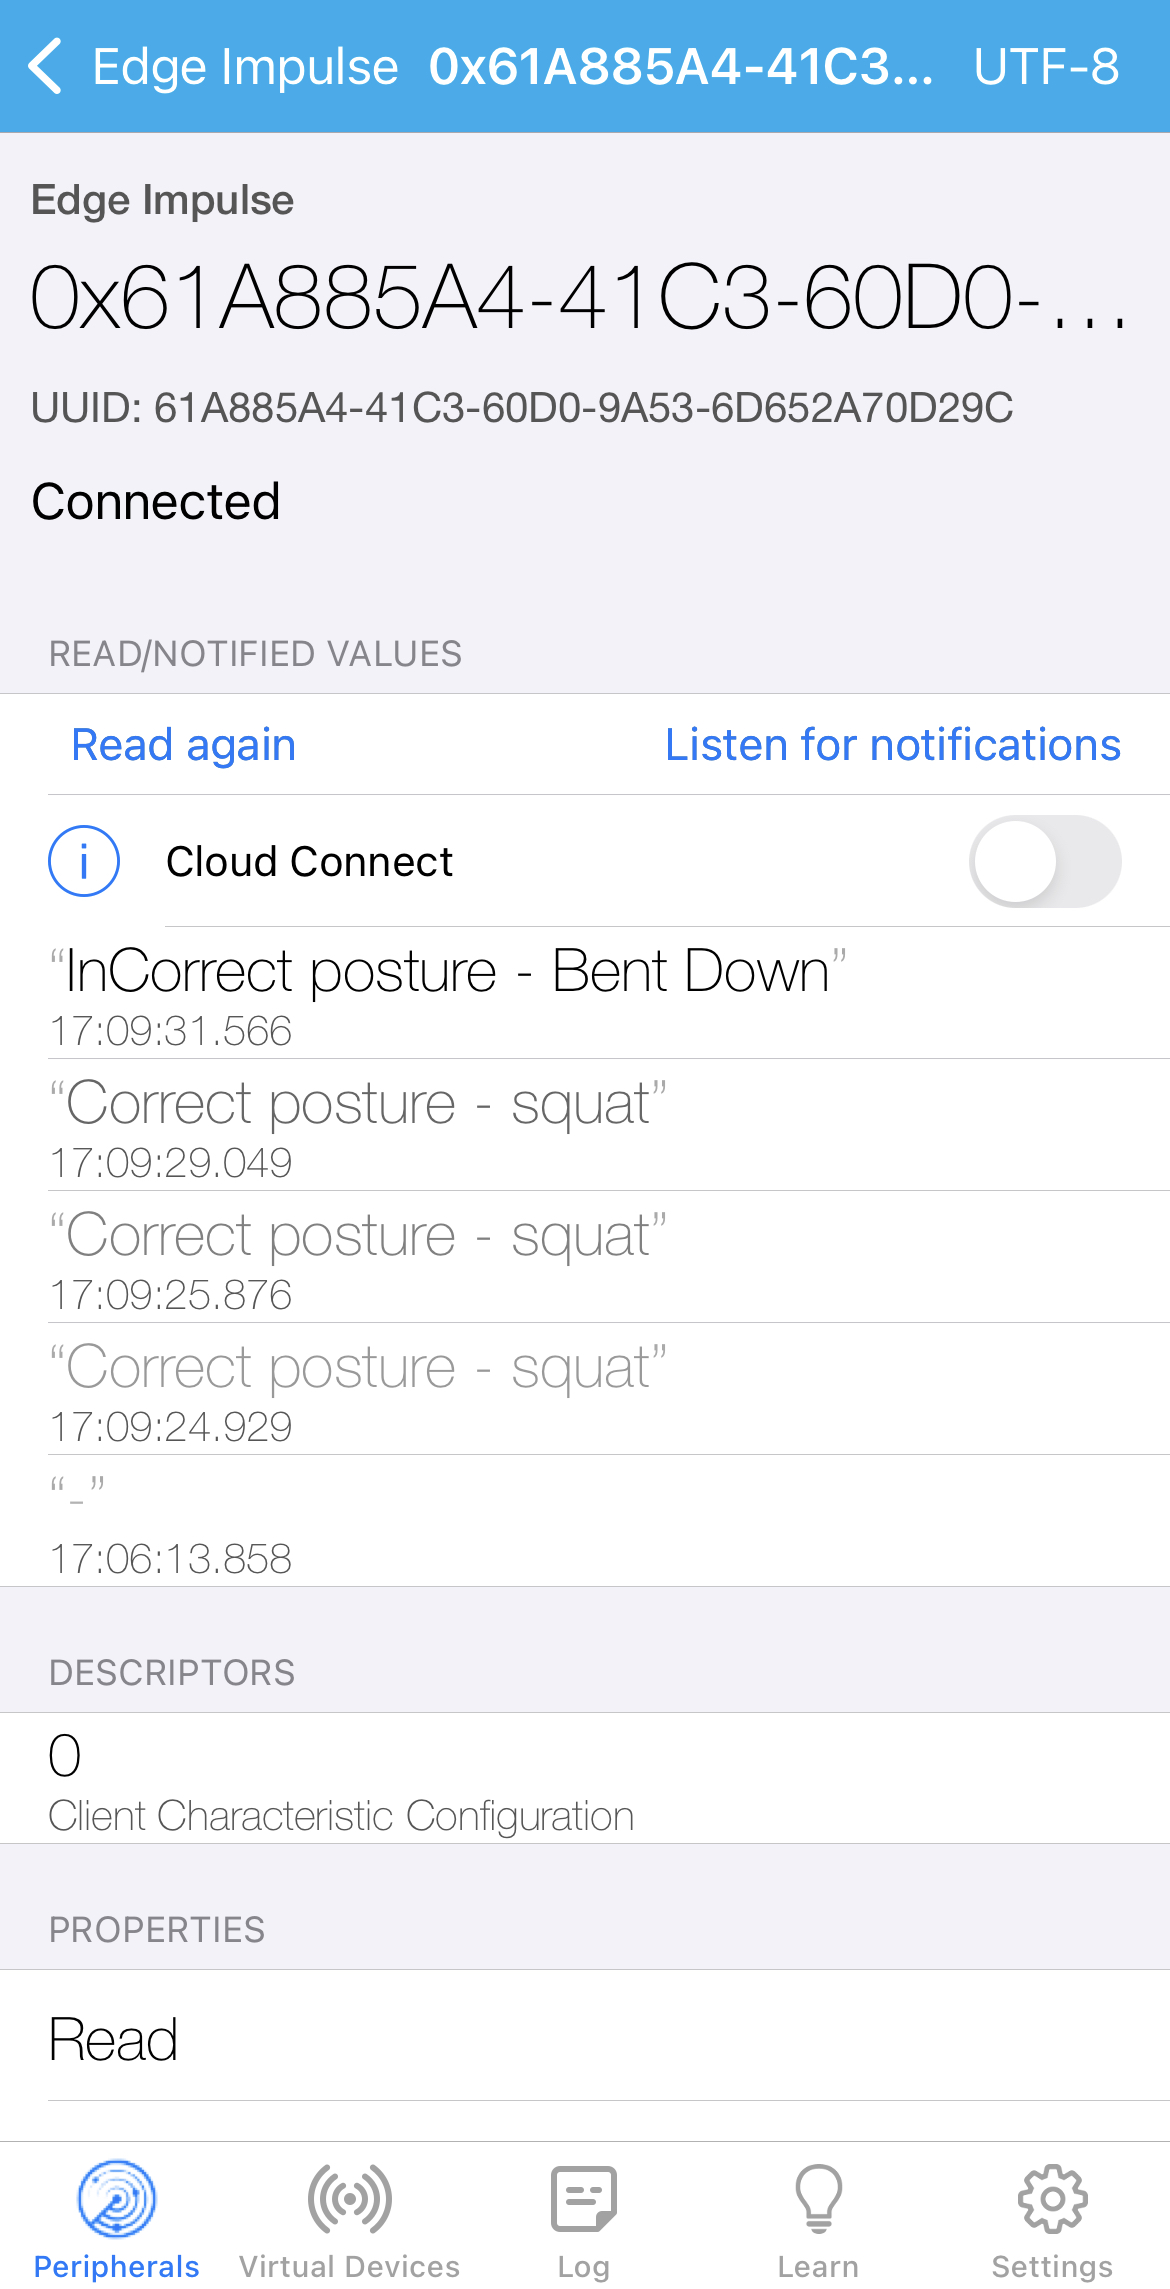 Edge Impulse 0x61A885A4-41C3... UTF-8
Edge Impulse
0x61A885A4-41C3-60D0-...
UUID: 61A885A4-41C3-60D0-9A53-6D652A70D29C
Connected
READ/NOTIFIED VALUES
Read again Listen for notifications
Cloud Connect
“InCorrect posture - Bent Down”
17:09:31.566
“Correct posture - squat”
17:09:29.049
“Correct posture - squat”
17:09:25.876
“Correct posture - squat”
17:09:24.929
“-”
17:06:13.858
DESCRIPTORS
0
Client Characteristic Configuration
PROPERTIES
Read
Peripherals Virtual Devices Log Learn Settings